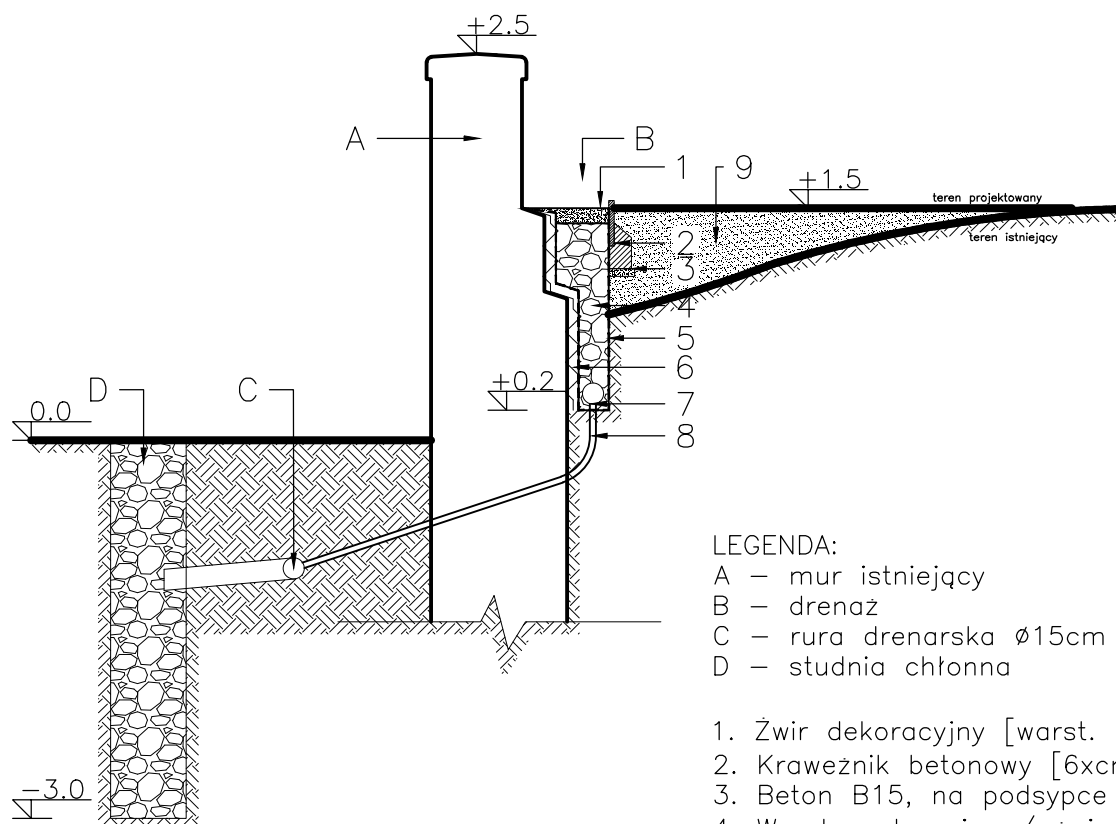 +2.5
A
B
1
9
+1.5
teren projektowany
teren istniejący
2
3
4
5
6
+0.2
7
8
D
C
0.0
-3.0
LEGENDA:
A – mur istniejący
B – drenaż
C – rura drenarska Ø15cm
D – studnia chłonna
1. Żwir dekoracyjny [warst.
2. Kraweżnik betonowy
3. Beton B15, na podsypce
4.